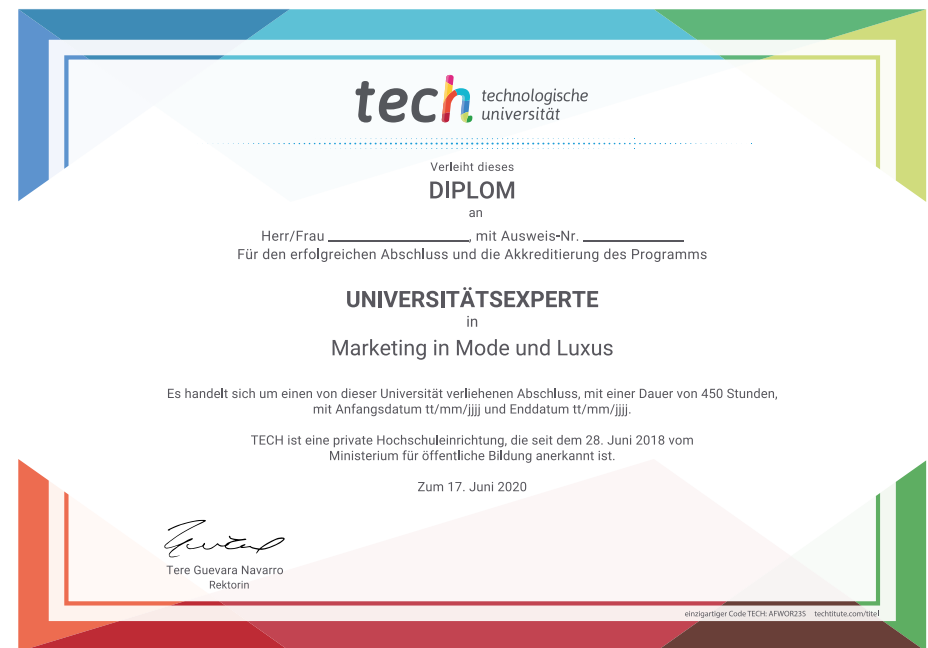 tech technologische
universität
Verleiht dieses
DIPLOM
an
Herr/Frau ____________, mit Ausweis-Nr. ____________
Für den erfolgreichen Abschluss und die Akkreditierung des Programms
UNIVERSITÄTSEXPERTE
in
Marketing in Mode und Luxus
Es handelt sich um einen von dieser Universität verliehenen Abschluss, mit einer Dauer von 450 Stunden,
mit Anfangsdatum tt/mm/jjjj und Enddatum tt/mm/jjjj.
TECH ist eine private Hochschuleinrichtung, die seit dem 28. Juni 2018 vom
Ministerium für öffentliche Bildung anerkannt ist.
Zum 17. Juni 2020
Tere Guevara Navarro
Rektorin
einzigartiger Code TECH: AFWOR23S techtitute.com/titel